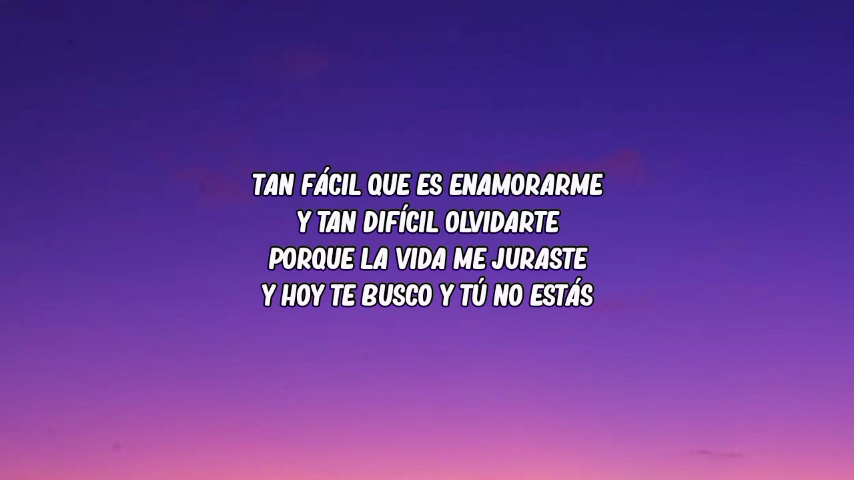 TAN FÁCIL QUE ES ENAMORARME
Y TAN DIFÍCIL OLVIDARTE
PORQUE LA VIDA ME JURASTE
Y HOY TE BUSCO Y TÚ NO ESTÁS